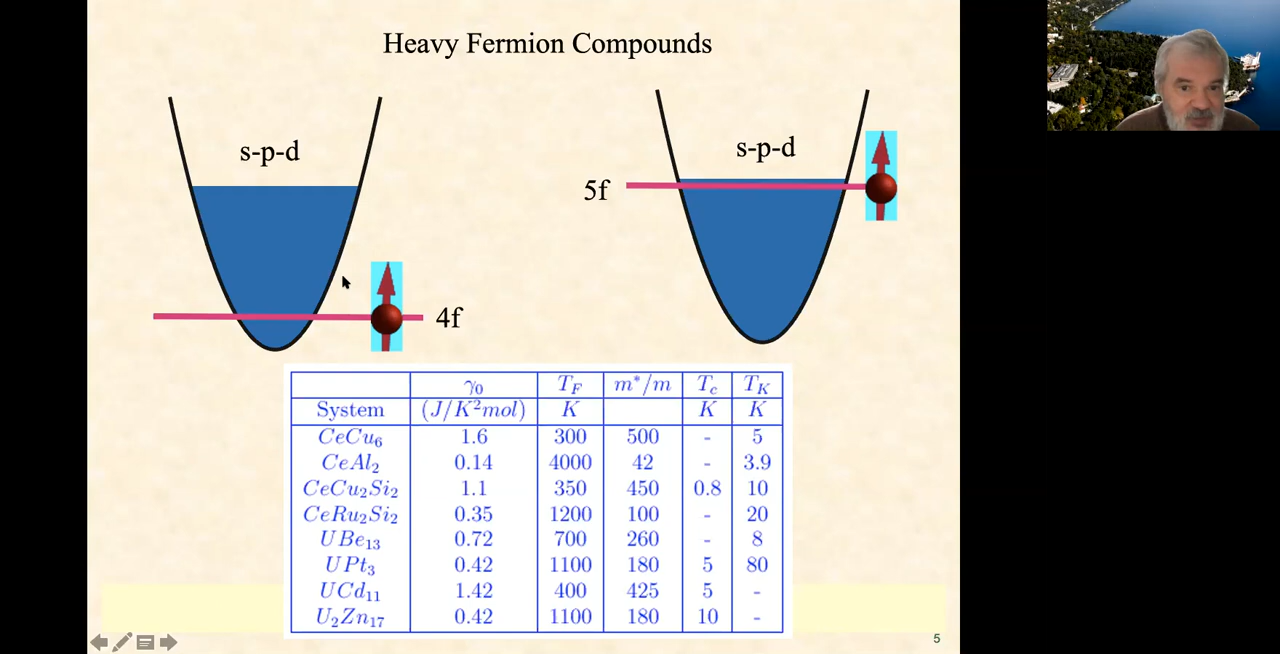 Heavy Fermion Compounds
s-p-d
s-p-d
5f
4f
γ₀ T_F m*/m T_c T_K
System (J/K²mol) K K K
CeCu₆ 1.6 300 500 - 5
CeAl₂ 0.14 4000 42 - 3.9
CeCu₂Si₂ 1.1 350 450 0.8 10
CeRu₂Si₂ 0.35 1200 100 - 20
UBe₁₃ 0.72 700 260 - 8
UPt₃ 0.42 1100 180 5 80
UCd₁₁ 1.42 400 425 5 -
U₂Zn₁₇ 0.42 1100 180 10 -
5